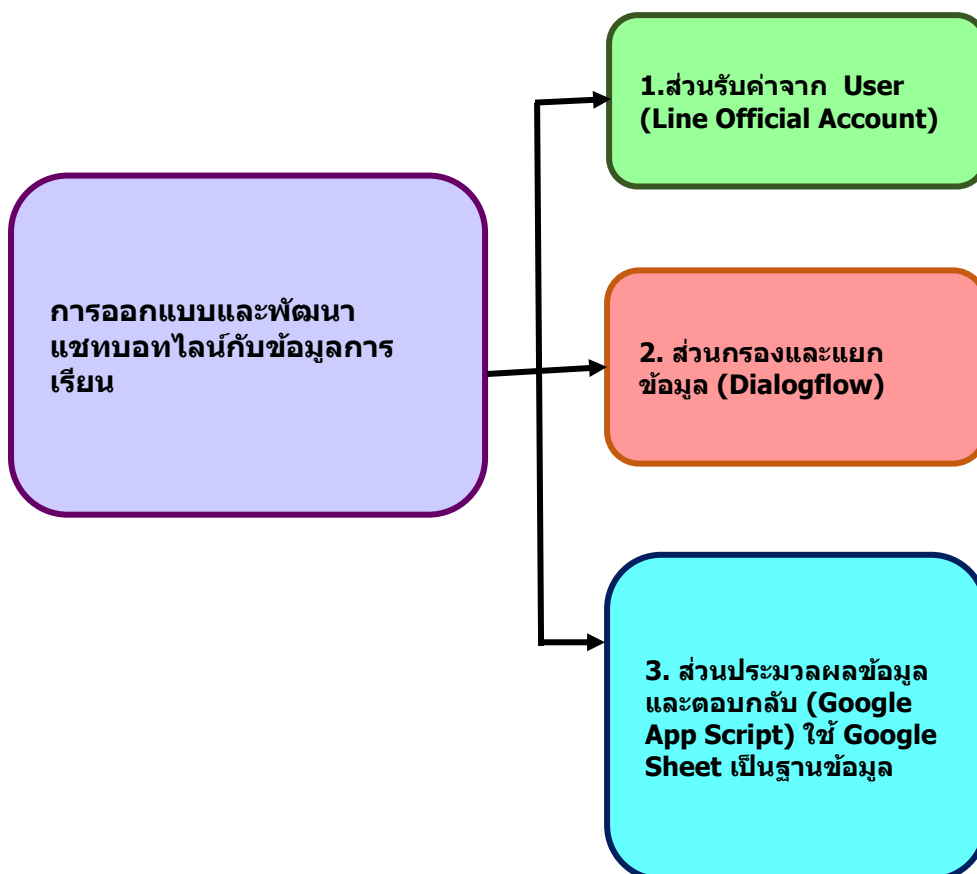 การออกแบบและพัฒนา
แชทบอทไลน์กับข้อมูลการ
เรียน
1.ส่วนรับค่าจาก User
(Line Official Account)
2. ส่วนกรองและแยก
ข้อมูล (Dialogflow)
3. ส่วนประมวลผลข้อมูล
และตอบกลับ (Google
App Script) ใช้ Google
Sheet เป็นฐานข้อมูล